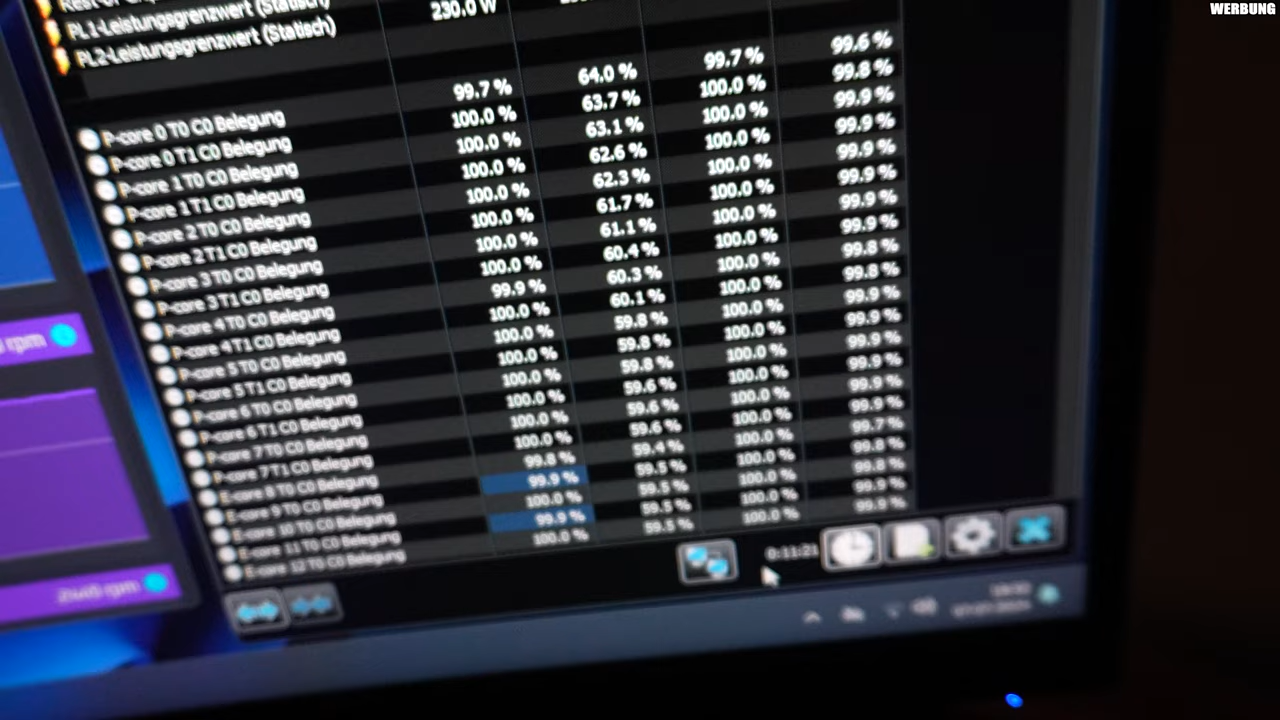 WERBUNG
PL1-Leistungsgrenzwert (Statisch)
PL2-Leistungsgrenzwert (Statisch) 230.0 W
P-core 0 T0 C0 Belegung 99.7 % 64.0 % 99.7 % 99.6 %
P-core 0 T1 C0 Belegung 100.0 % 63.7 % 100.0 % 99.8 %
P-core 1 T0 C0 Belegung 100.0 % 63.1 % 100.0 % 99.9 %
P-core 1 T1 C0 Belegung 100.0 % 62.6 % 100.0 % 99.9 %
P-core 2 T0 C0 Belegung 100.0 % 62.3 % 100.0 % 99.9 %
P-core 2 T1 C0 Belegung 100.0 % 61.7 % 100.0 % 99.9 %
P-core 3 T0 C0 Belegung 100.0 % 61.1 % 100.0 % 99.9 %
P-core 3 T1 C0 Belegung 100.0 % 60.4 % 100.0 % 99.9 %
P-core 4 T0 C0 Belegung 99.9 % 60.3 % 100.0 % 99.8 %
P-core 4 T1 C0 Belegung 100.0 % 60.1 % 100.0 % 99.8 %
P-core 5 T0 C0 Belegung 100.0 % 59.8 % 100.0 % 99.9 %
P-core 5 T1 C0 Belegung 100.0 % 59.8 % 100.0 % 99.9 %
P-core 6 T0 C0 Belegung 100.0 % 59.8 % 100.0 % 99.9 %
P-core 6 T1 C0 Belegung 100.0 % 59.6 % 100.0 % 99.9 %
P-core 7 T0 C0 Belegung 100.0 % 59.6 % 100.0 % 99.9 %
P-core 7 T1 C0 Belegung 100.0 % 59.6 % 100.0 % 99.9 %
E-core 8 T0 C0 Belegung 99.8 % 59.4 % 100.0 % 99.7 %
E-core 9 T0 C0 Belegung 99.9 % 59.5 % 100.0 % 99.8 %
E-core 10 T0 C0 Belegung 100.0 % 59.5 % 100.0 % 99.8 %
E-core 11 T0 C0 Belegung 99.9 % 59.5 % 100.0 % 99.9 %
E-core 12 T0 C0 Belegung 100.0 % 59.5 % 100.0 % 99.9 %
rpm
0:11:21
rpm